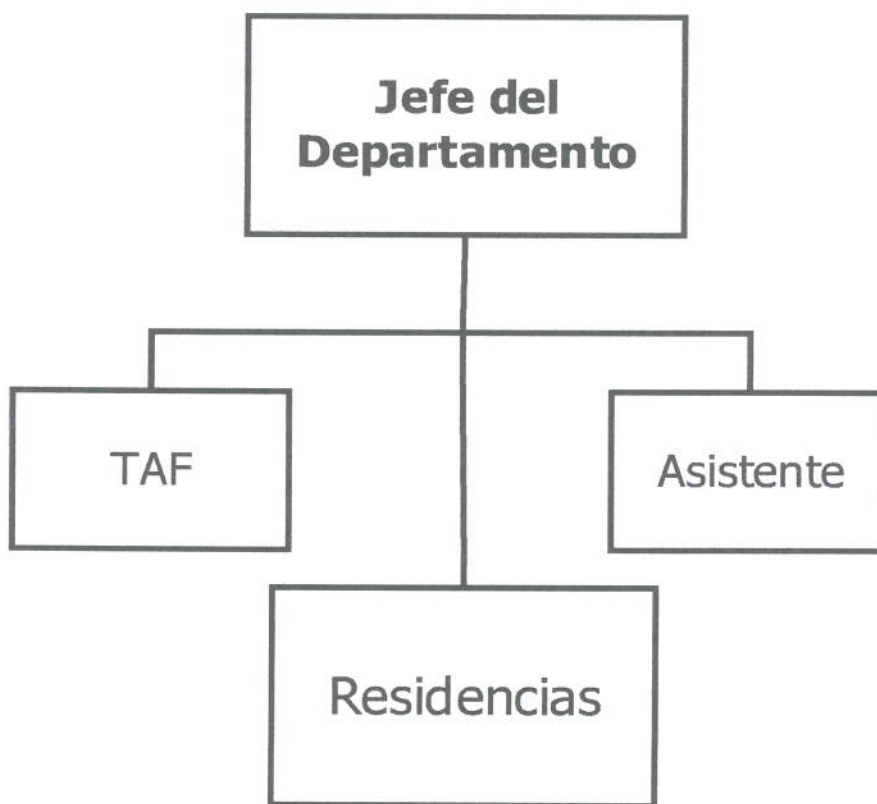 Jefe del
Departamento
TAF
Asistente
Residencias